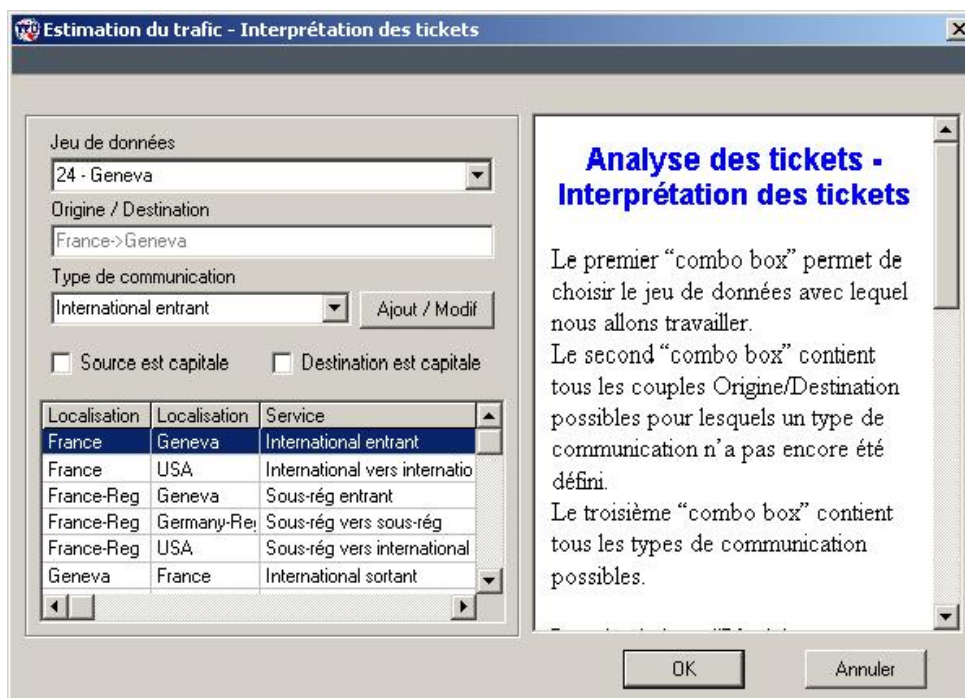 Estimation du trafic - Interprétation des tickets
Jeu de données
24 - Geneva
Origine / Destination
France->Geneva
Type de communication
International entrant
Ajout / Modif
Source est capitale
Destination est capitale
Localisation Localisation Service
France Geneva International entrant
France USA International vers internatio
France-Reg Geneva Sous-rég entrant
France-Reg Germany-Re Sous-rég vers sous-rég
France-Reg USA Sous-rég vers international
Geneva France International sortant
Analyse des tickets -
Interprétation des tickets
Le premier “combo box” permet de
choisir le jeu de données avec lequel
nous allons travailler.
Le second “combo box” contient
tous les couples Origine/Destination
possibles pour lesquels un type de
communication n’a pas encore été
défini.
Le troisième “combo box” contient
tous les types de communication
possibles.
OK
Annuler